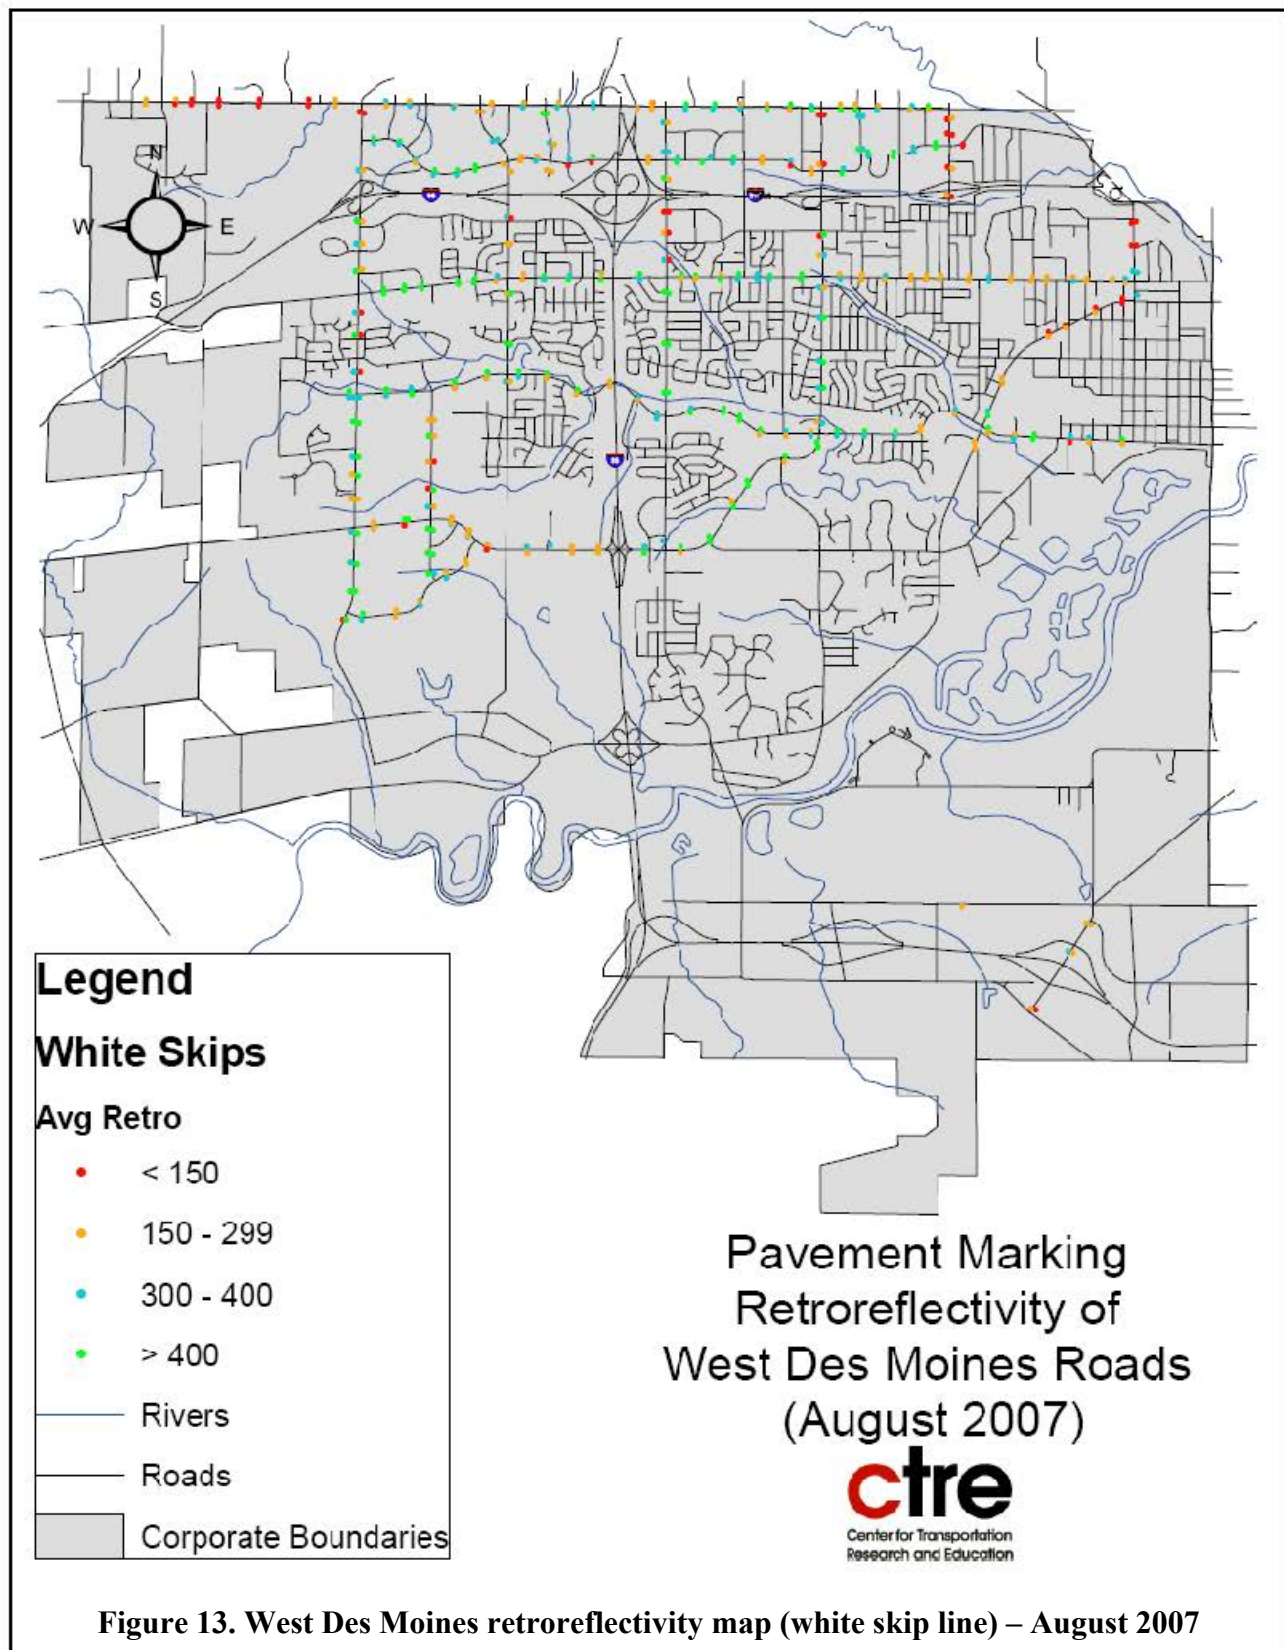 N
W
E
S
Legend
White Skips
Avg Retro
< 150
150 - 299
300 - 400
> 400
Rivers
Roads
Corporate Boundaries
Pavement Marking
Retroreflectivity of
West Des Moines Roads
(August 2007)
ctre
Center for Transportation
Research and Education
Figure 13. West Des Moines retroreflectivity map (white skip line) – August 2007